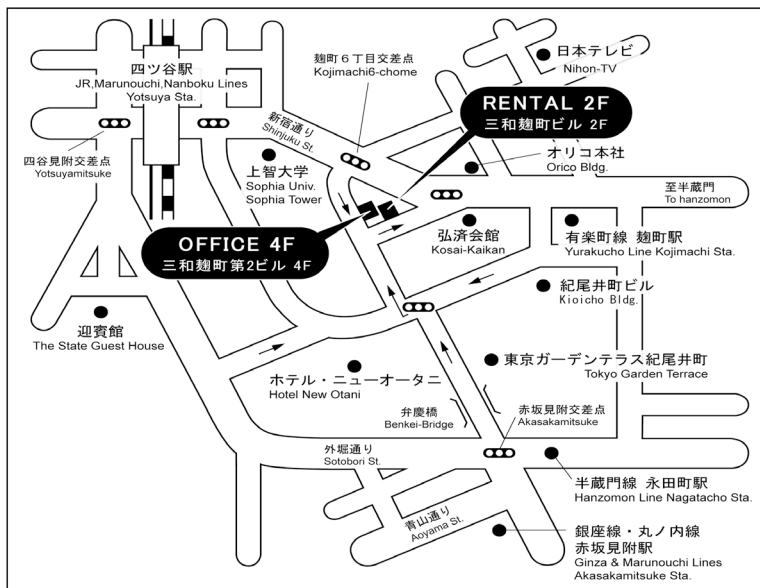 四ツ谷駅
JR,Marunouchi,Nanboku Lines
Yotsuya Sta.
四谷見附交差点
Yotsuyamitsuke
新宿通り
Shinjuku St.
麹町6丁目交差点
Kojimachi6-chome
日本テレビ
Nihon-TV
RENTAL 2F
三和麹町ビル 2F
オリコ本社
Orico Bldg.
上智大学
Sophia Univ.
Sophia Tower
至半蔵門
To hanzomon
OFFICE 4F
三和麹町第2ビル 4F
弘済会館
Kosai-Kaikan
有楽町線 麹町駅
Yurakucho Line Kojimachi Sta.
紀尾井町ビル
Kioicho Bldg.
迎賓館
The State Guest House
ホテル・ニューオータニ
Hotel New Otani
東京ガーデンテラス紀尾井町
Tokyo Garden Terrace
弁慶橋
Benkei-Bridge
赤坂見附交差点
Akasakamitsuke
外堀通り
Sotobori St.
半蔵門線 永田町駅
Hanzomon Line Nagatacho Sta.
青山通り
Aoyama St.
銀座線・丸ノ内線
赤坂見附駅
Ginza & Marunouchi Lines
Akasakamitsuke Sta.